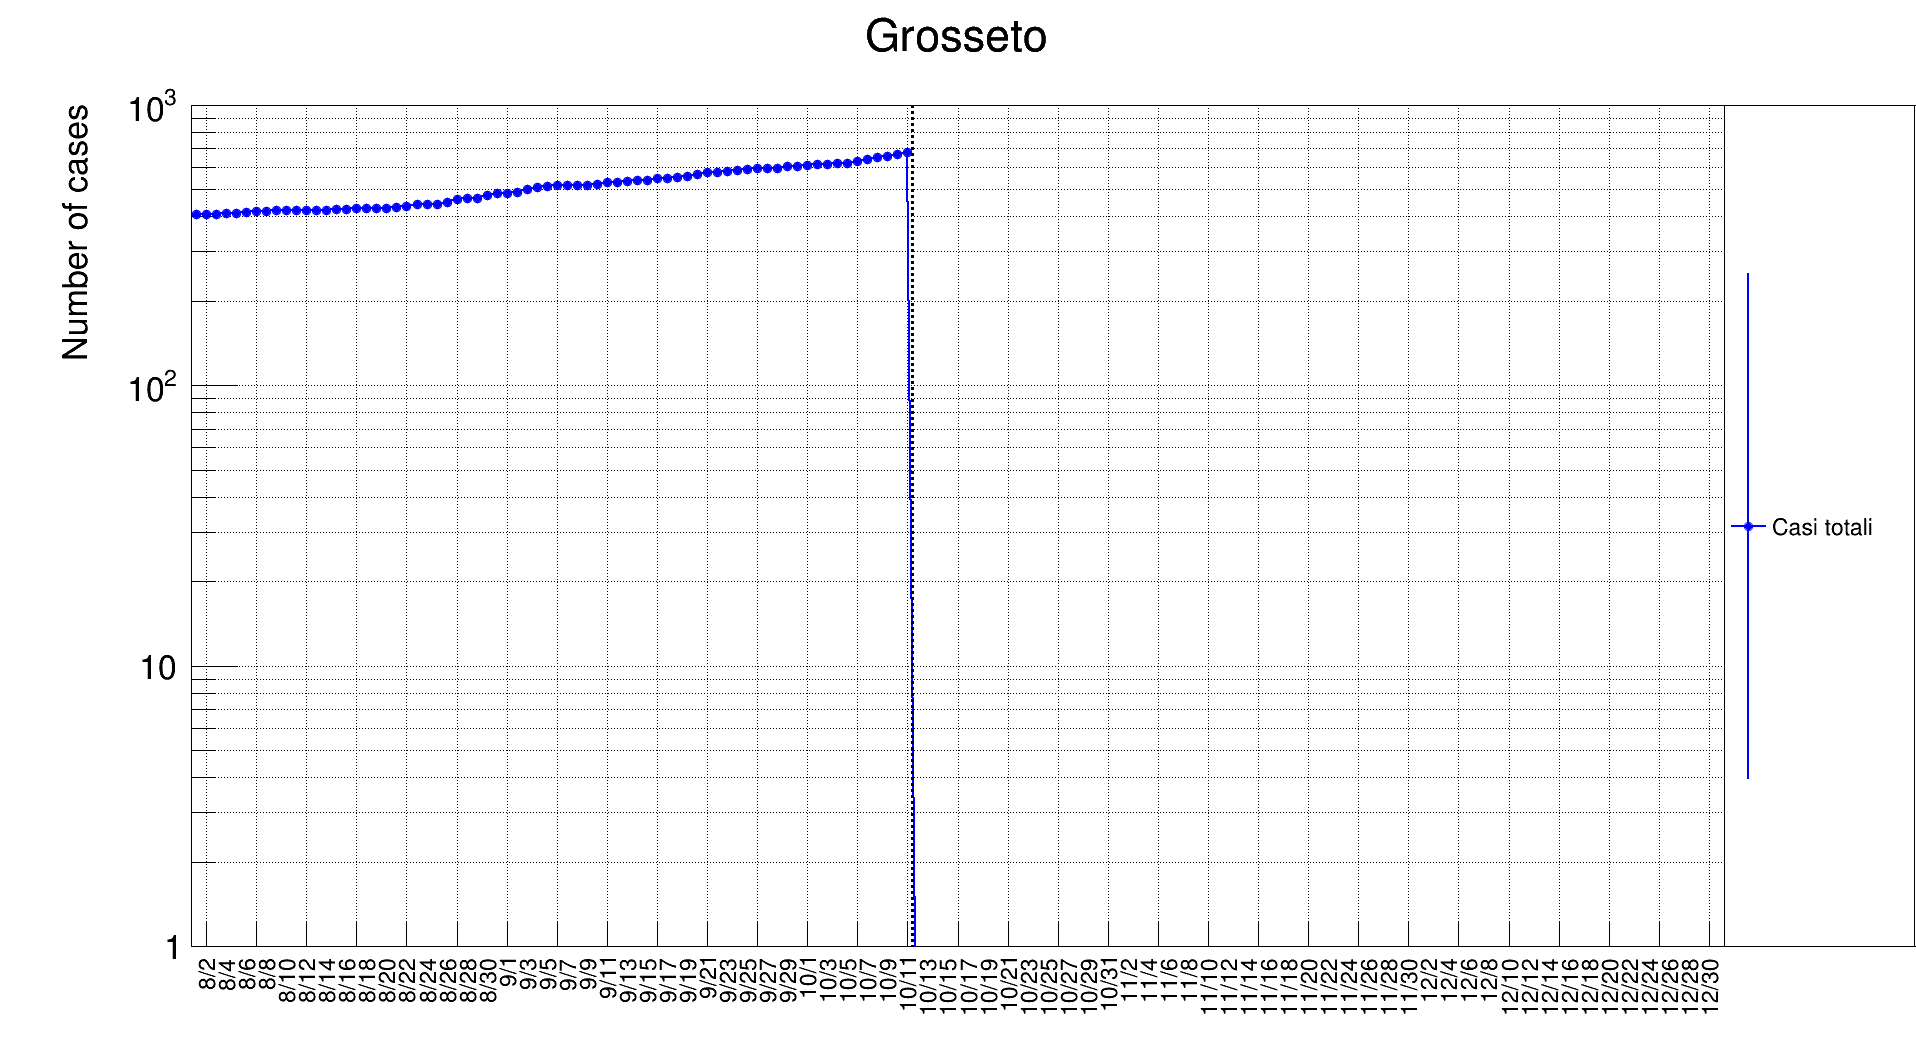 Grosseto
Number of cases
10³
10²
10
1
8/2 8/4 8/6 8/8 8/10 8/12 8/14 8/16 8/18 8/20 8/22 8/24 8/26 8/28 8/30 9/1 9/3 9/5 9/7 9/9 9/11 9/13 9/15 9/17 9/19 9/21 9/23 9/25 9/27 9/29 10/1 10/3 10/5 10/7 10/9 10/11 10/13 10/15 10/17 10/19 10/21 10/23 10/25 10/27 10/29 10/31 11/2 11/4 11/6 11/8 11/10 11/12 11/14 11/16 11/18 11/20 11/22 11/24 11/26 11/28 11/30 12/2 12/4 12/6 12/8 12/10 12/12 12/14 12/16 12/18 12/20 12/22 12/24 12/26 12/28 12/30
Casi totali